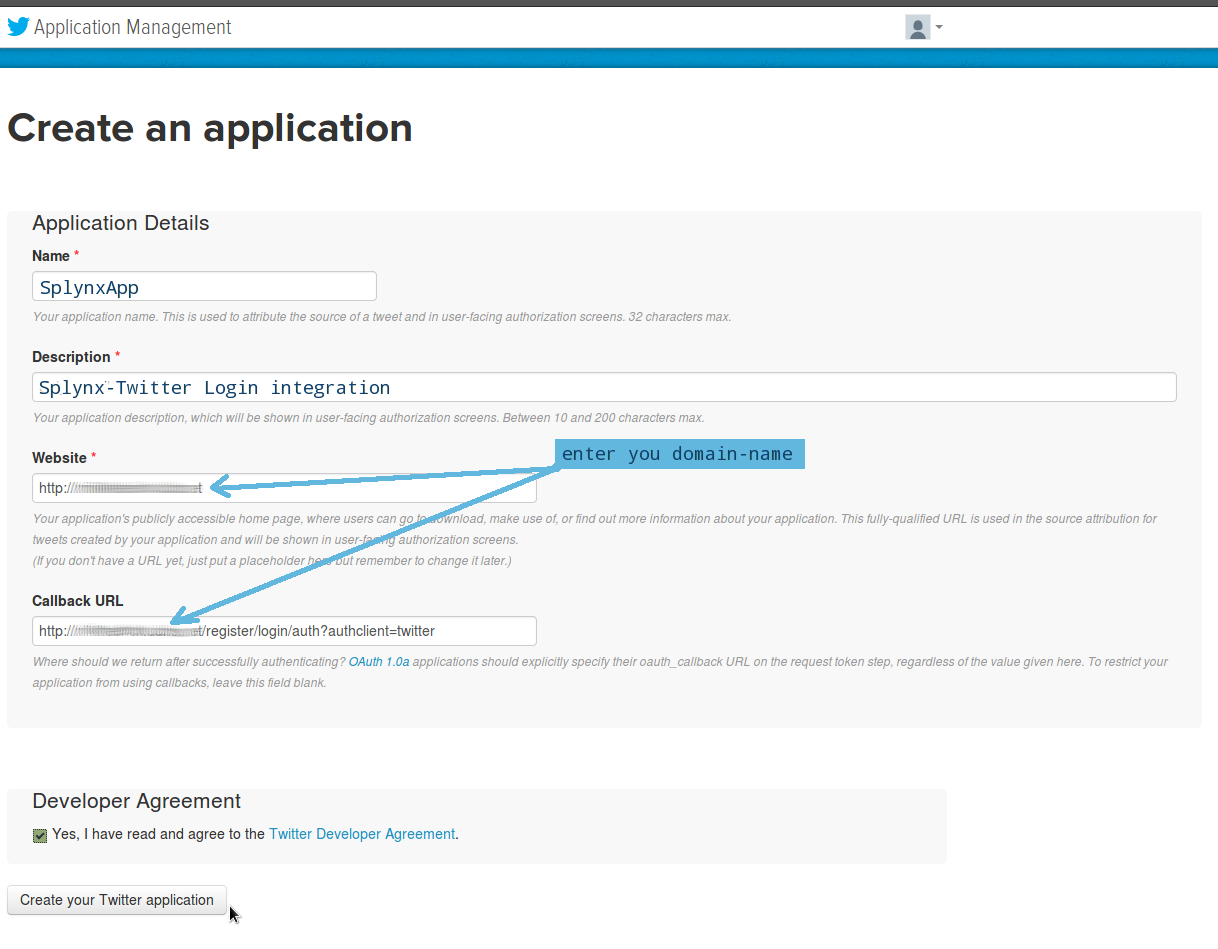 Application Management
Create an application
Application Details
Name *
SplynxApp
Your application name. This is used to attribute the source of a tweet and in user-facing authorization screens. 32 characters max.
Description *
Splynx-Twitter Login integration
Your application description, which will be shown in user-facing authorization screens. Between 10 and 200 characters max.
enter you domain-name
Website *
http://
Your application's publicly accessible home page, where users can go to download, make use of, or find out more information about your application. This fully-qualified URL is used in the source attribution for
tweets created by your application and will be shown in user-facing authorization screens.
(If you don't have a URL yet, just put a placeholder here but remember to change it later.)
Callback URL
http:// /register/login/auth?authclient=twitter
Where should we return after successfully authenticating? OAuth 1.0a applications should explicitly specify their oauth_callback URL on the request token step, regardless of the value given here. To restrict your
application from using callbacks, leave this field blank.
Developer Agreement
Yes, I have read and agree to the Twitter Developer Agreement.
Create your Twitter application